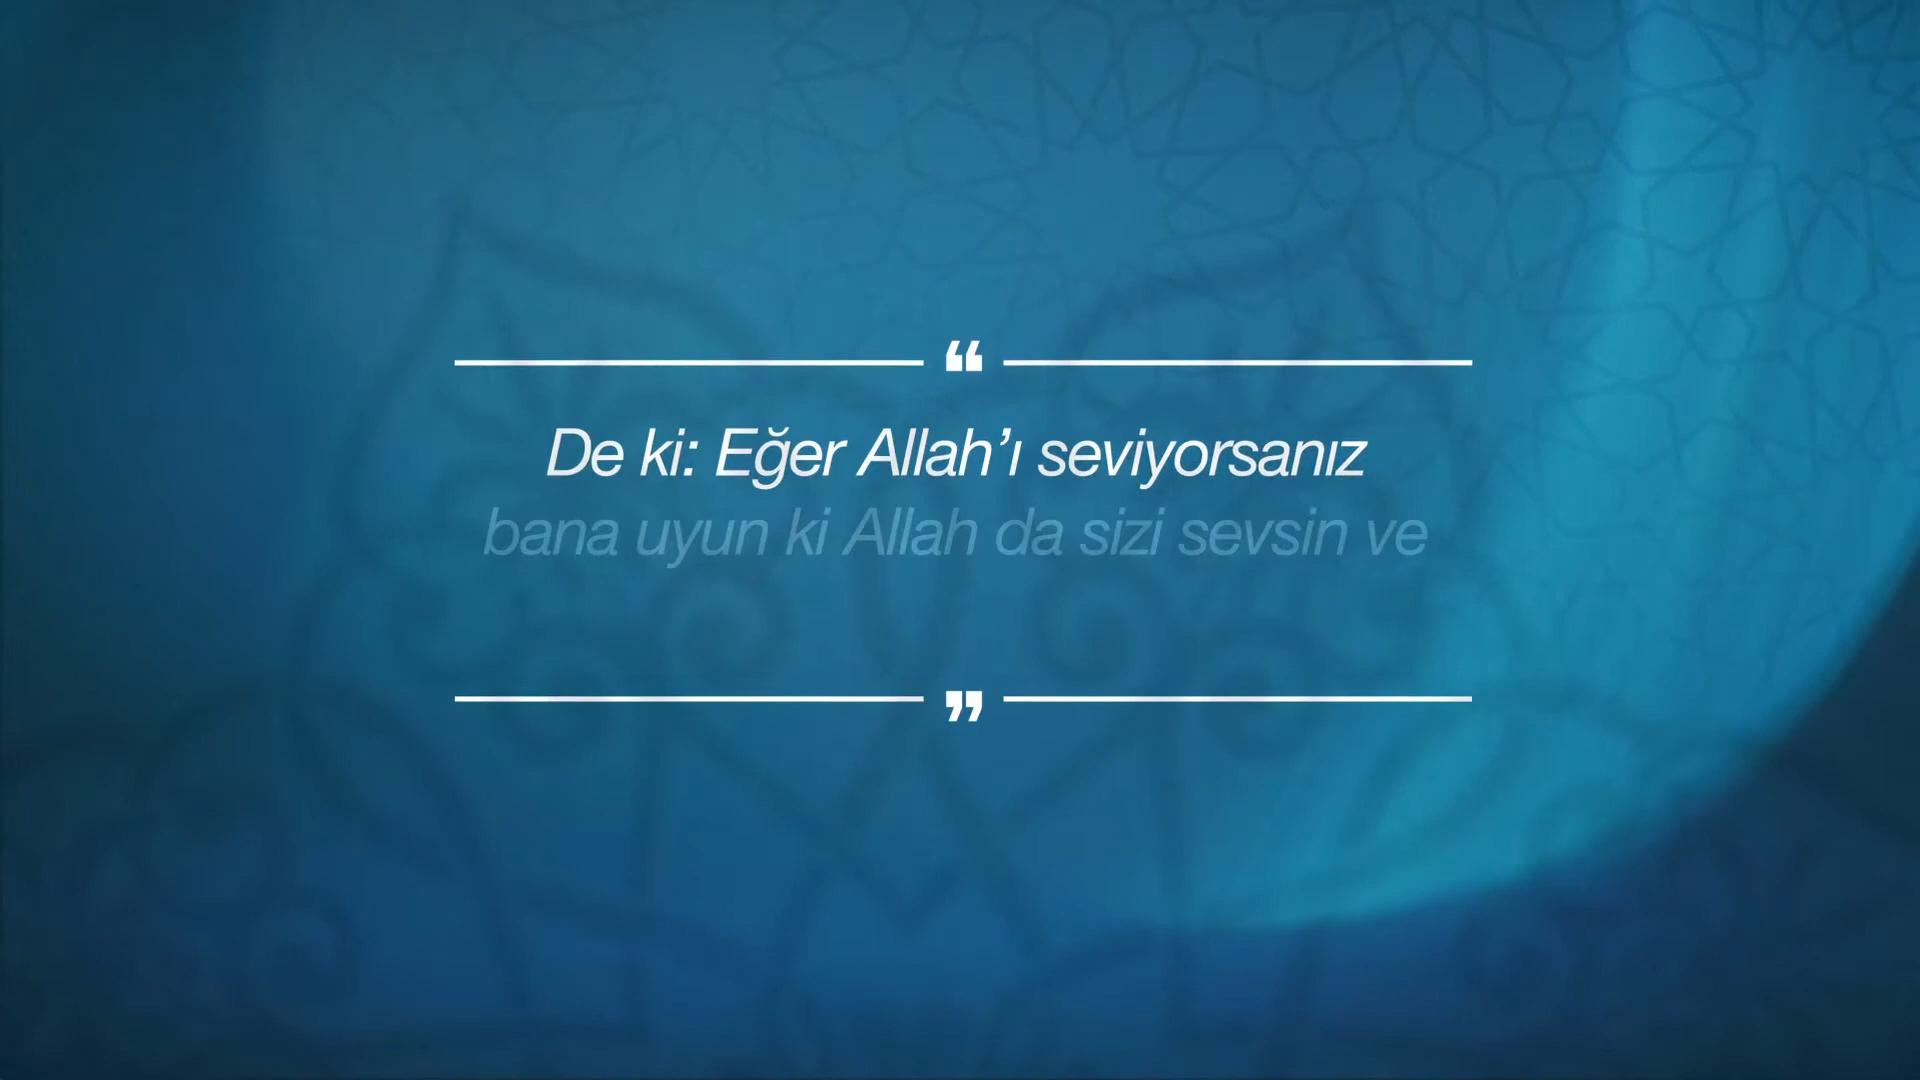 ❝
De ki: Eğer Allah’ı seviyorsanız
bana uyun ki Allah da sizi sevsin ve
❞